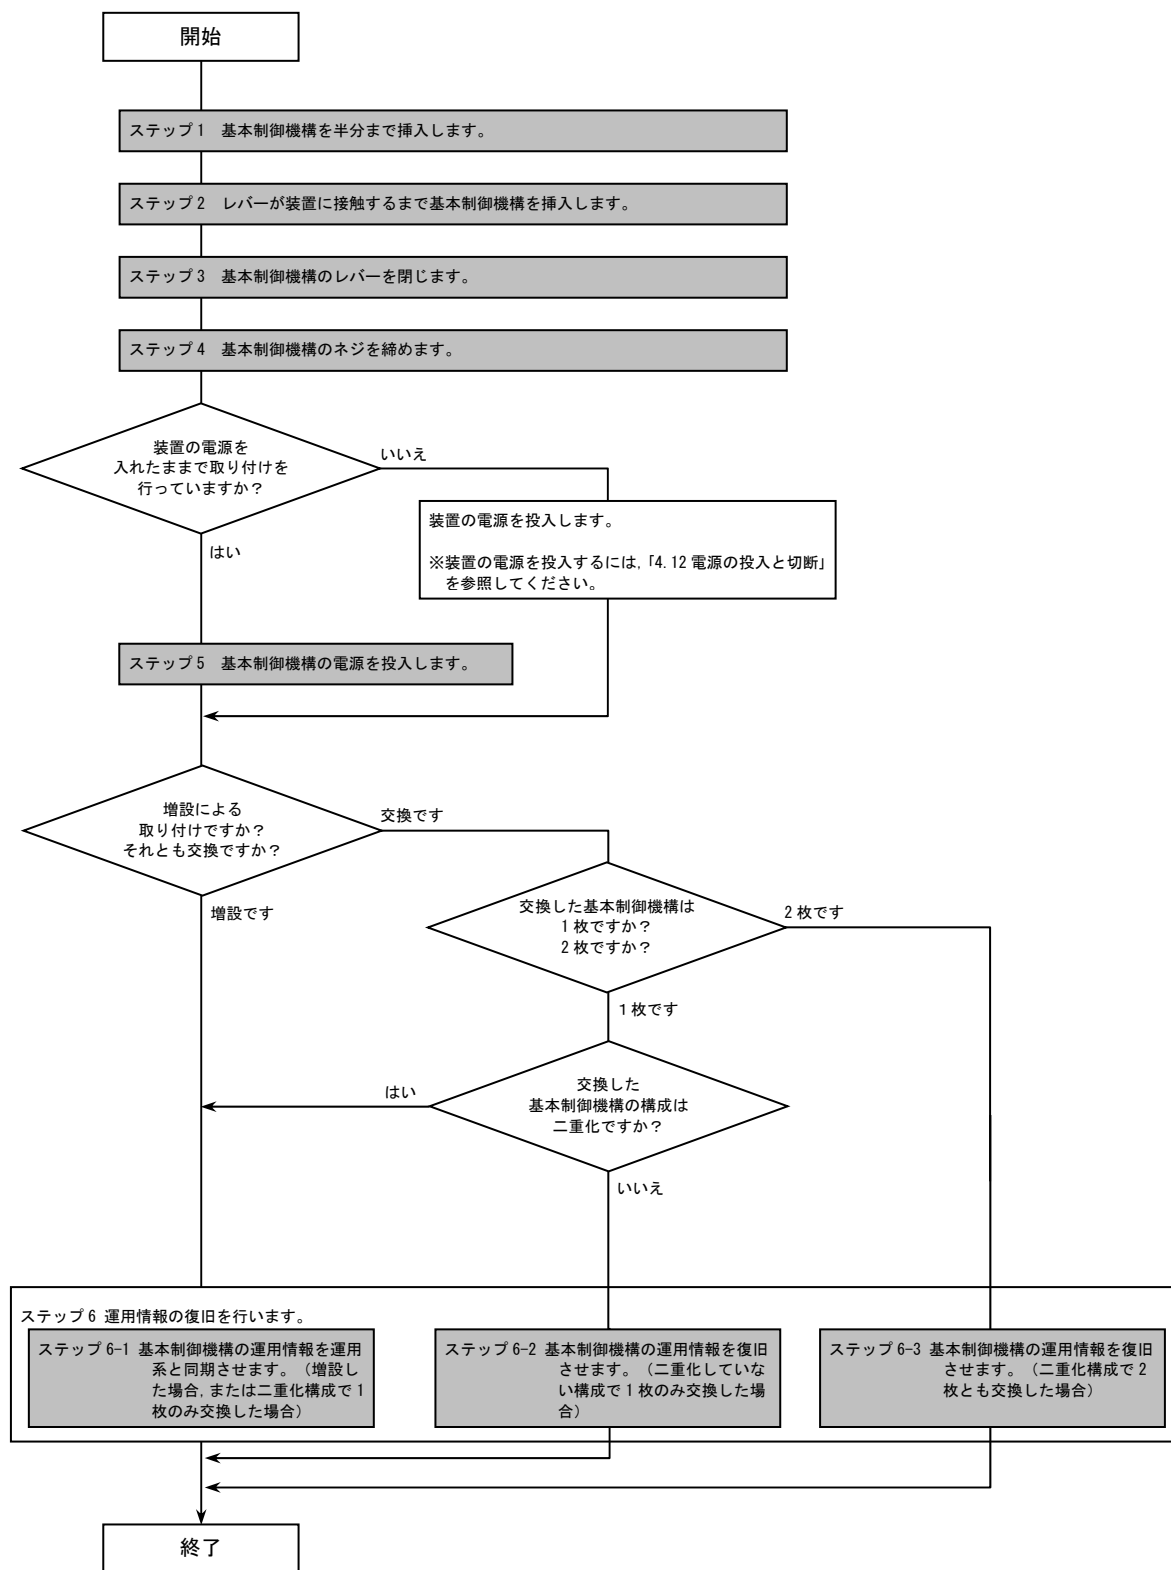 開始
ステップ1 基本制御機構を半分まで挿入します。
ステップ2 レバーが装置に接触するまで基本制御機構を挿入します。
ステップ3 基本制御機構のレバーを閉じます。
ステップ4 基本制御機構のネジを締めます。
装置の電源を
入れたままで取り付けを
行っていますか?
いいえ
はい
装置の電源を投入します。
※装置の電源を投入するには,「4.12 電源の投入と切断」
を参照してください。
ステップ5 基本制御機構の電源を投入します。
増設による
取り付けですか?
それとも交換ですか?
交換です
増設です
交換した基本制御機構は
1枚ですか?
2枚ですか?
2枚です
1枚です
交換した
基本制御機構の構成は
二重化ですか?
はい
いいえ
ステップ6 運用情報の復旧を行います。
ステップ6-1 基本制御機構の運用情報を運用
系と同期させます。(増設し
た場合,または二重化構成で1
枚のみ交換した場合)
ステップ6-2 基本制御機構の運用情報を復旧
させます。(二重化していな
い構成で1枚のみ交換した場
合)
ステップ6-3 基本制御機構の運用情報を復旧
させます。(二重化構成で2
枚とも交換した場合)
終了